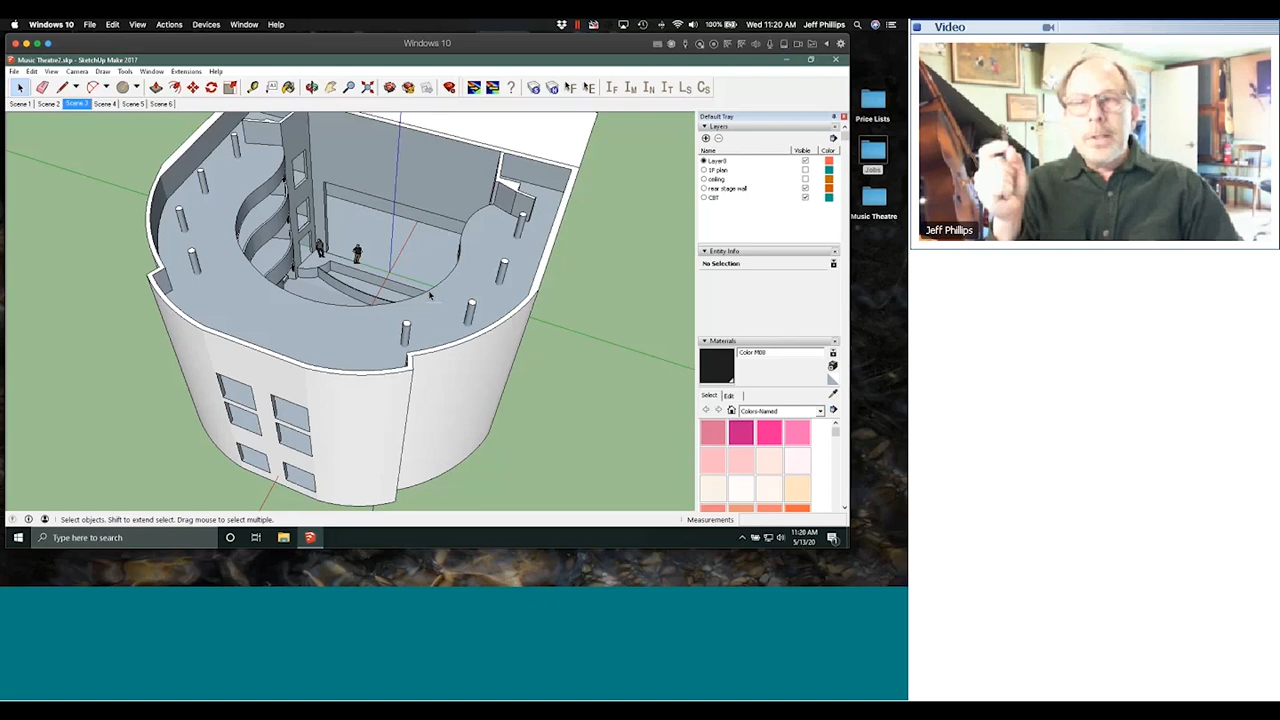 Windows 10 File Edit View Actions Devices Window Help 100% Wed 11:20 AM Jeff Phillips
Video
Windows 10
Music Theatre2.skp - SketchUp Make 2017
File Edit View Camera Draw Tools Window Extensions Help
Scene 1 Scene 2 Scene 3 Scene 4 Scene 5 Scene 6
Default Tray
Layers
Name Visible Color
Layer0
1F plan
ceiling
rear stage wall
CBT
Entity Info
No Selection
Materials
Color M08
Select Edit
Colors-Named
Price Lists
Jobs
Music Theatre
Jeff Phillips
Select objects. Shift to extend select. Drag mouse to select multiple.
Measurements
Type here to search
11:20 AM
5/13/20